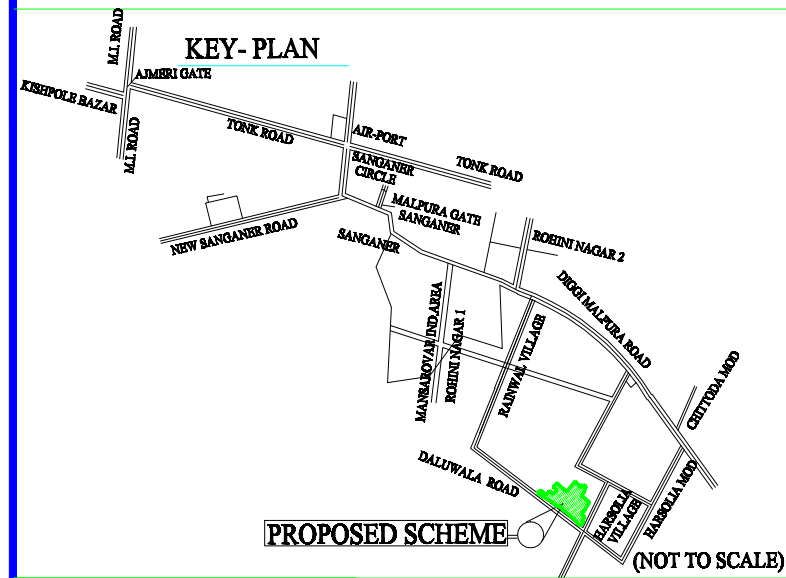 M.I. ROAD
KEY- PLAN
AJMERI GATE
KISHPOLE BAZAR
M.I. ROAD
TONK ROAD
AIR-PORT
SANGANER
CIRCLE
TONK ROAD
MALPURA GATE
SANGANER
NEW SANGANER ROAD
SANGANER
ROHINI NAGAR 2
DIGGI MALPURA ROAD
MANSAROVAR IND.AREA
ROHINI NAGAR 1
RAINWAL VILLAGE
CHITTODA MOD
DALUWALA ROAD
HARSOLIA
VILLAGE
HARSOLIA MOD
PROPOSED SCHEME
(NOT TO SCALE)